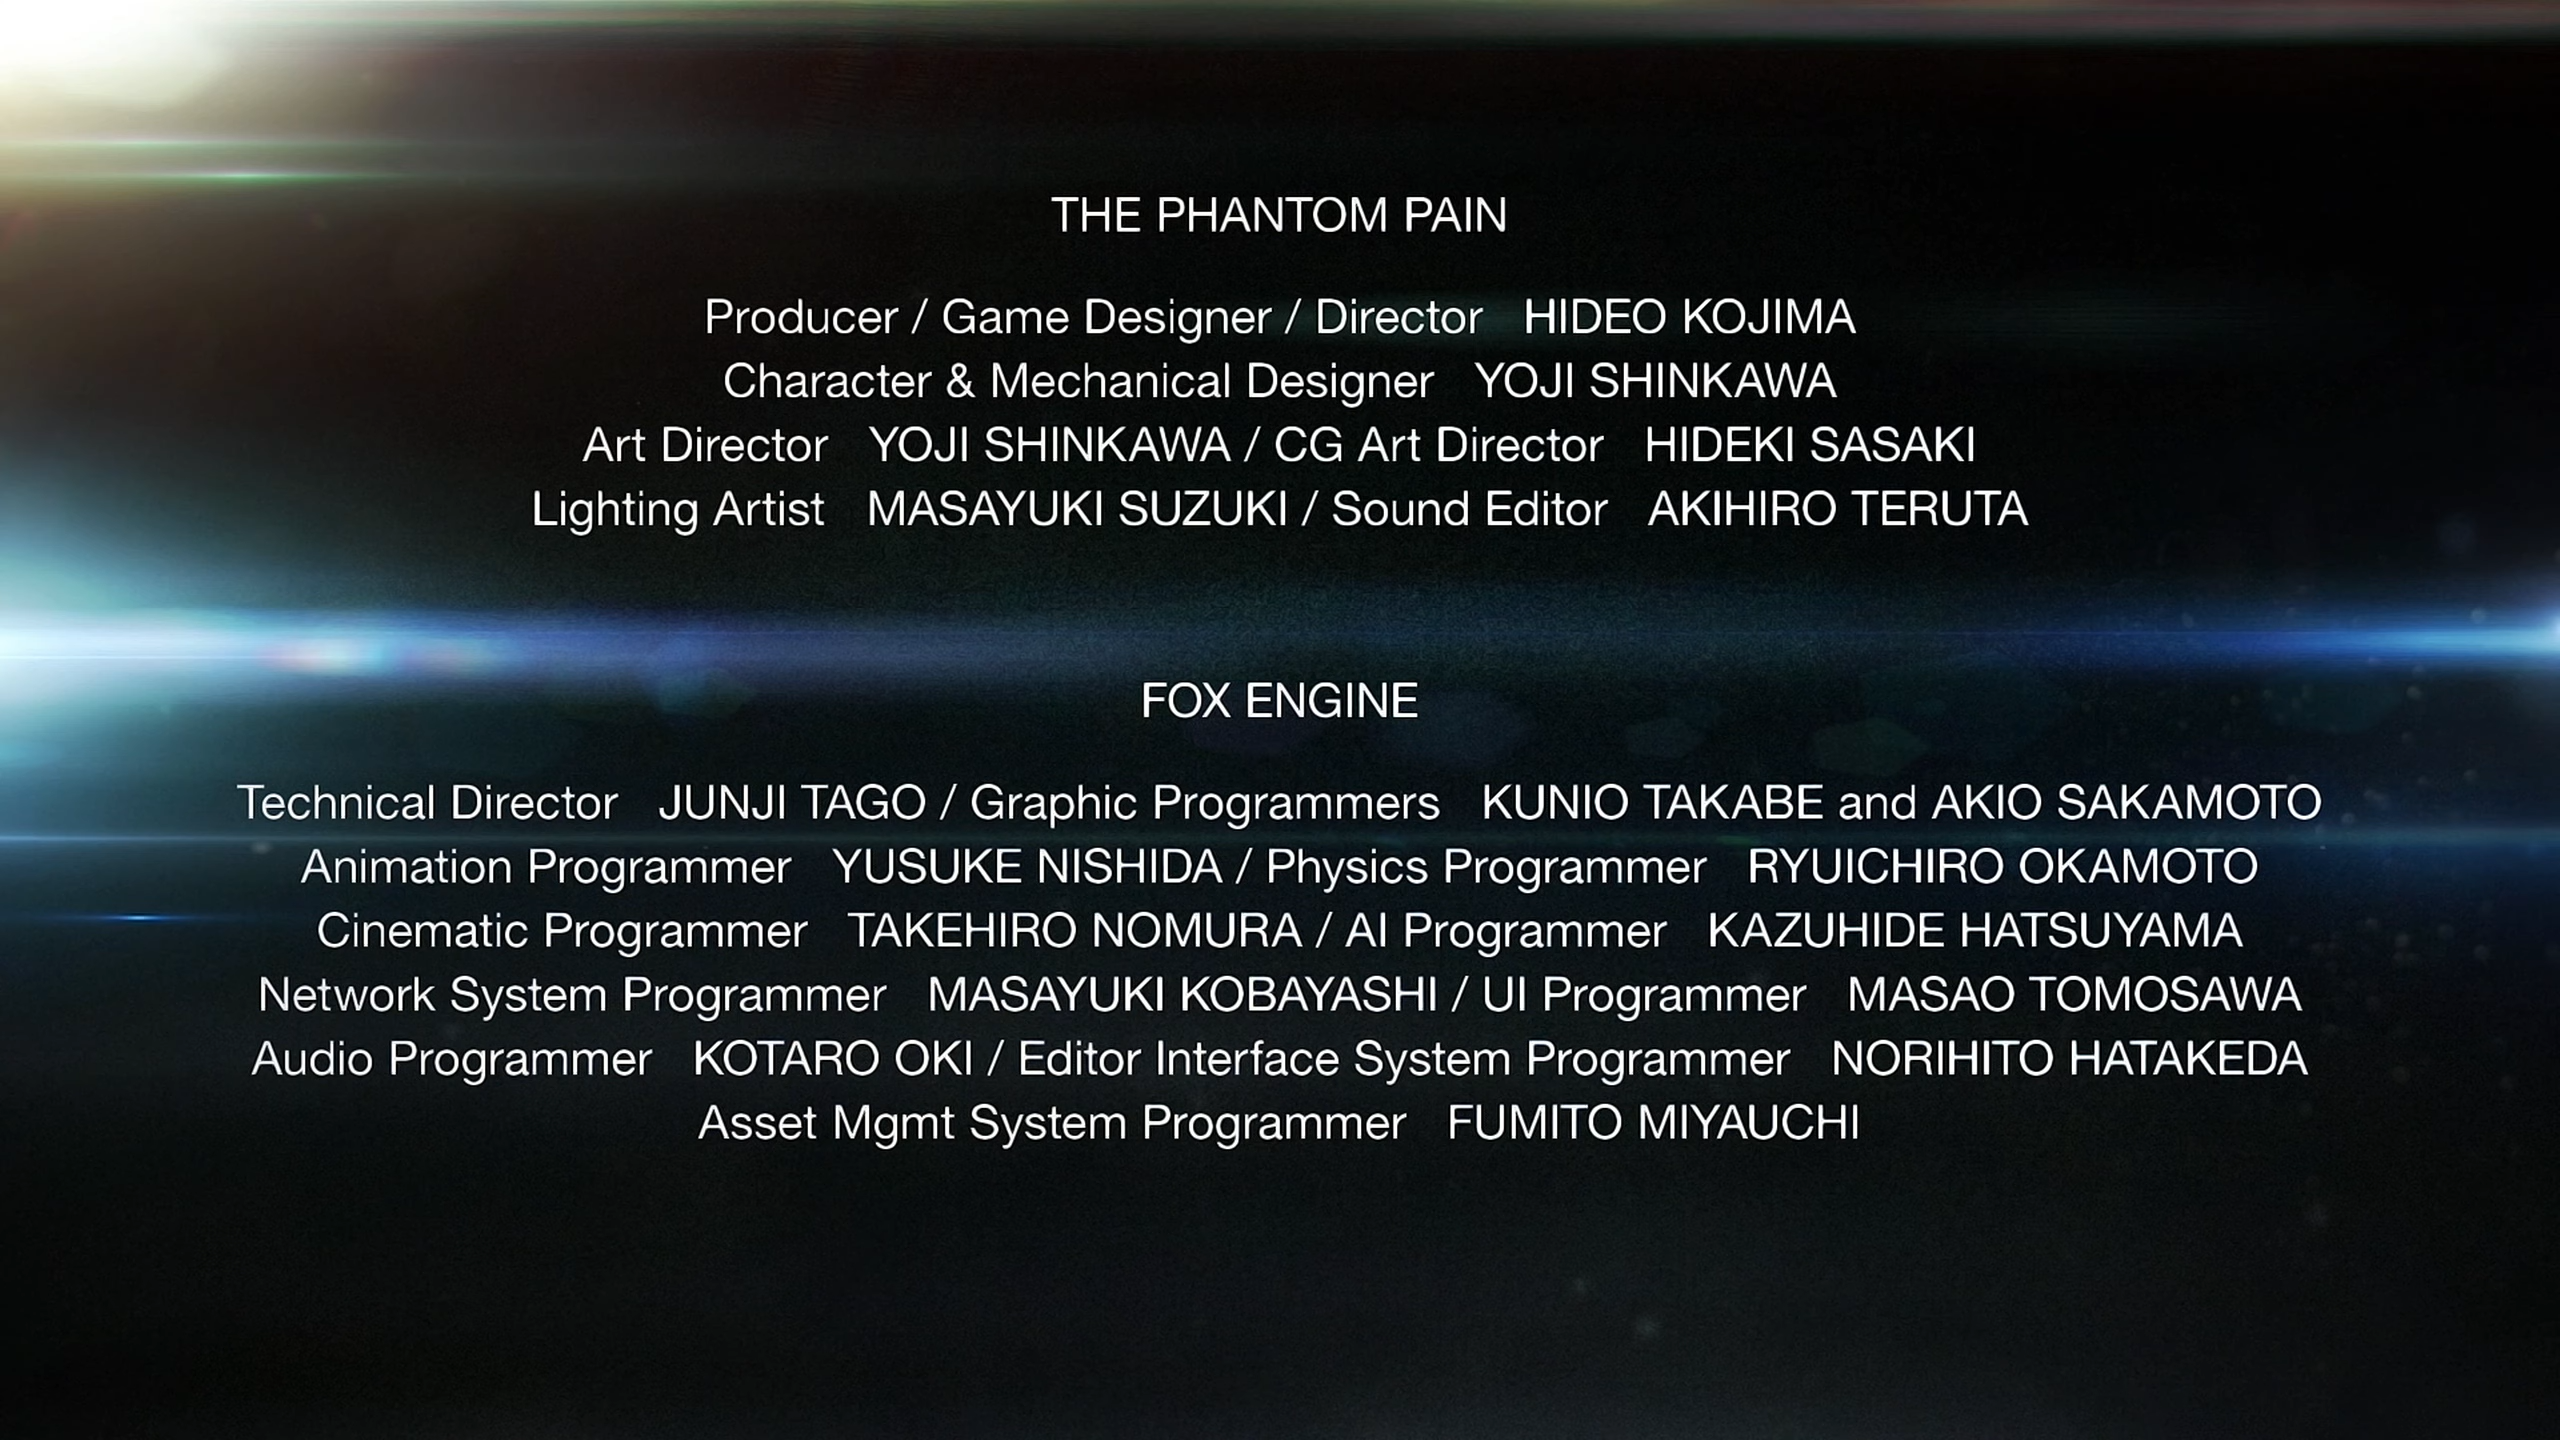 THE PHANTOM PAIN
Producer / Game Designer / Director HIDEO KOJIMA
Character & Mechanical Designer YOJI SHINKAWA
Art Director YOJI SHINKAWA / CG Art Director HIDEKI SASAKI
Lighting Artist MASAYUKI SUZUKI / Sound Editor AKIHIRO TERUTA
FOX ENGINE
Technical Director JUNJI TAGO / Graphic Programmers KUNIO TAKABE and AKIO SAKAMOTO
Animation Programmer YUSUKE NISHIDA / Physics Programmer RYUICHIRO OKAMOTO
Cinematic Programmer TAKEHIRO NOMURA / AI Programmer KAZUHIDE HATSUYAMA
Network System Programmer MASAYUKI KOBAYASHI / UI Programmer MASAO TOMOSAWA
Audio Programmer KOTARO OKI / Editor Interface System Programmer NORIHITO HATAKEDA
Asset Mgmt System Programmer FUMITO MIYAUCHI